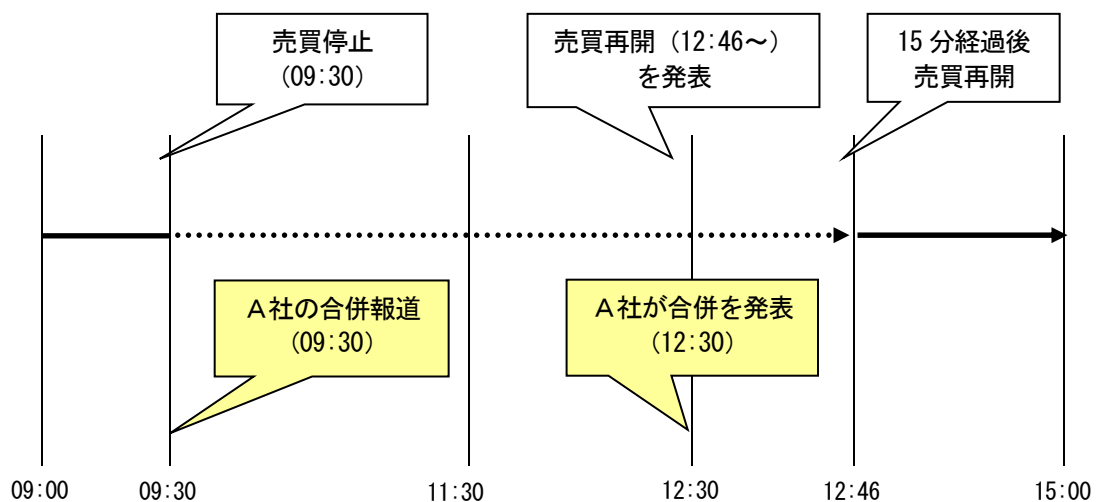 売買停止
(09:30)
売買再開（12:46～）
を発表
15 分経過後
売買再開
A社の合併報道
(09:30)
A社が合併を発表
(12:30)
09:00
09:30
11:30
12:30
12:46
15:00